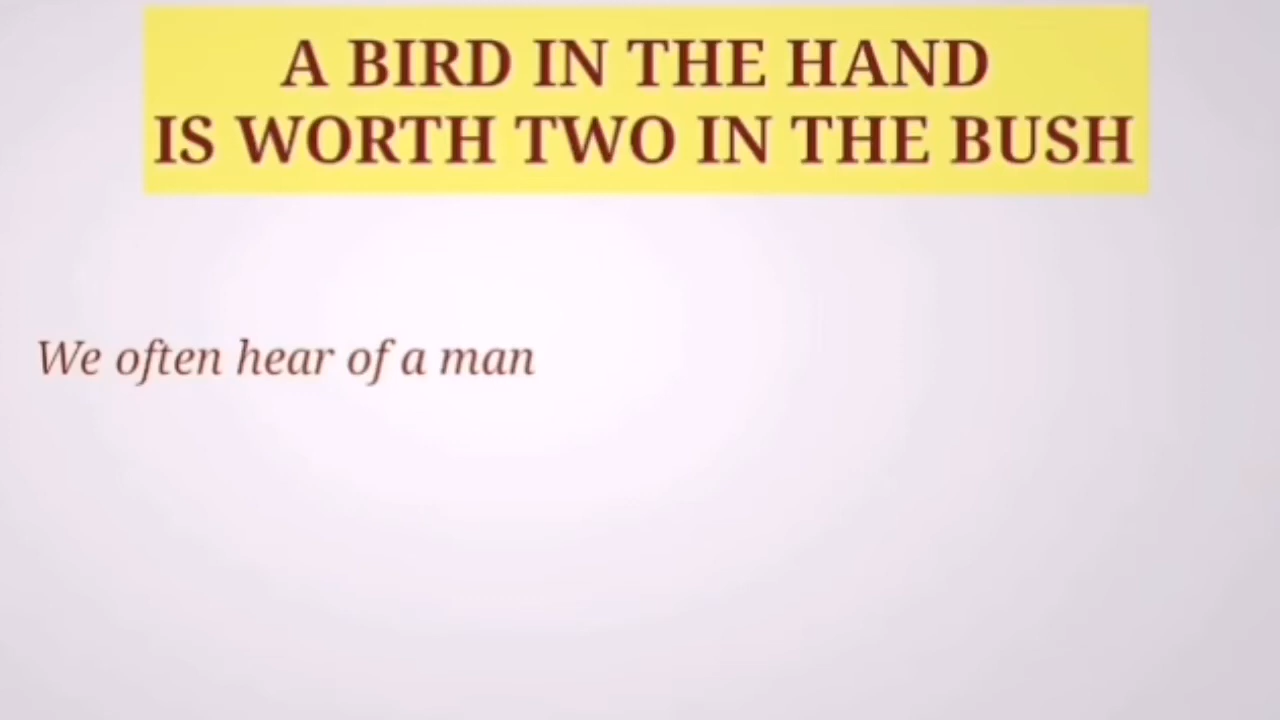 A BIRD IN THE HAND
IS WORTH TWO IN THE BUSH
We often hear of a man